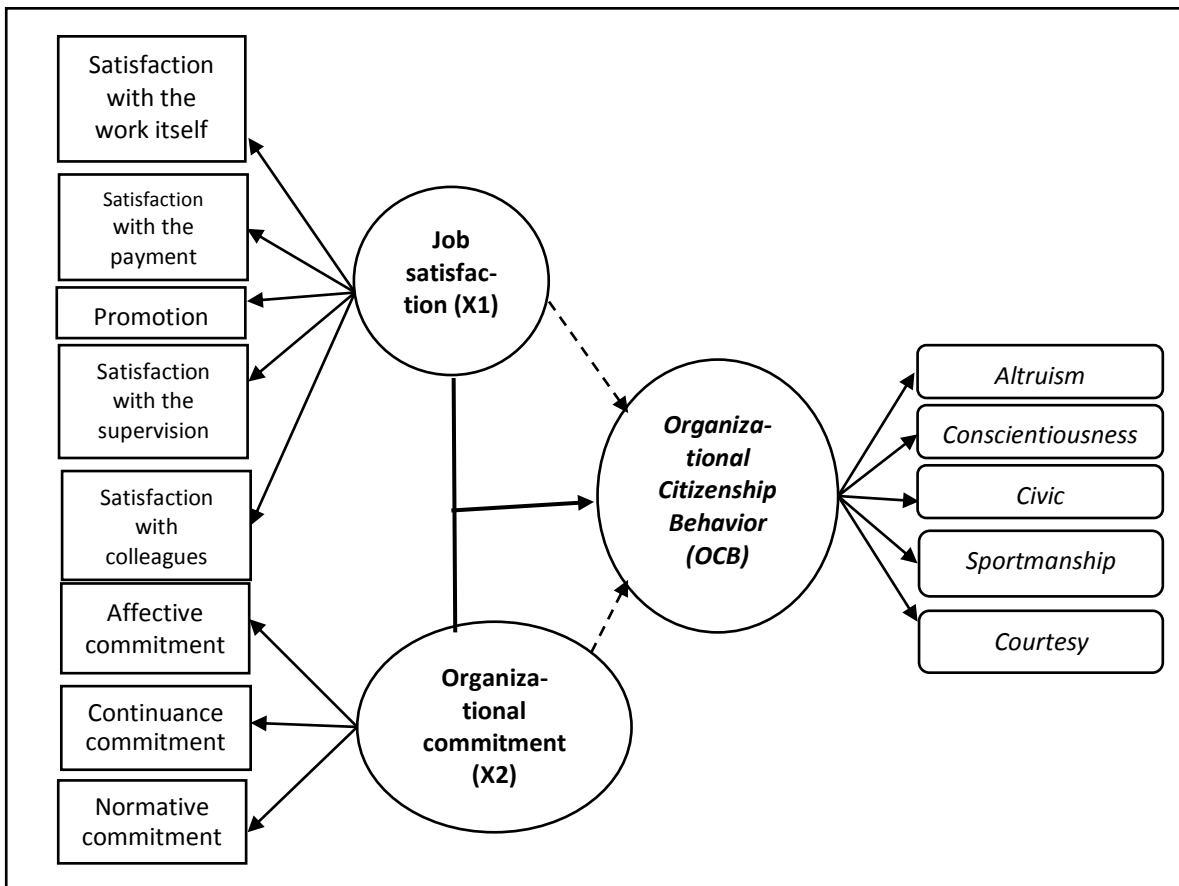 Satisfaction
with the
work itself
Satisfaction
with the
payment
Promotion
Satisfaction
with the
supervision
Satisfaction
with
colleagues
Affective
commitment
Continuance
commitment
Normative
commitment
Job
satisfac-
tion (X1)
Organiza-
tional
commitment
(X2)
Organiza-
tional
Citizenship
Behavior
(OCB)
Altruism
Conscientiousness
Civic
Sportmanship
Courtesy